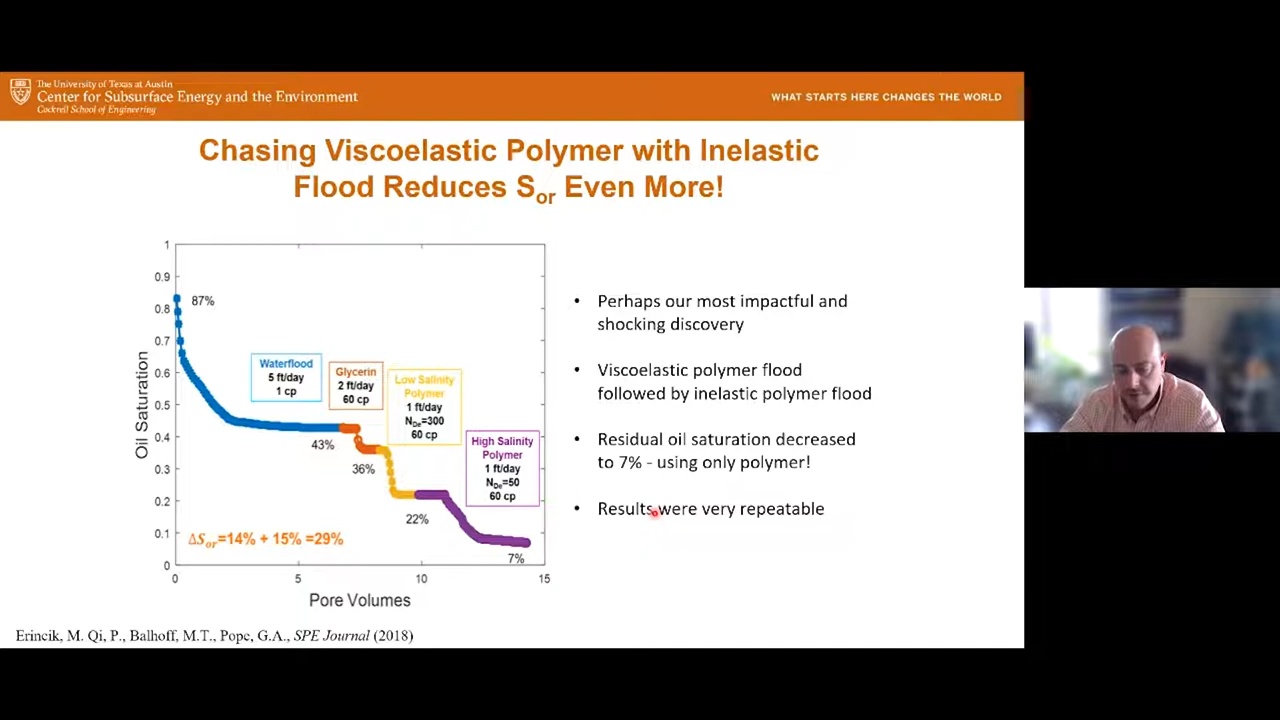 The University of Texas at Austin
Center for Subsurface Energy and the Environment
Cockrell School of Engineering
WHAT STARTS HERE CHANGES THE WORLD
Chasing Viscoelastic Polymer with Inelastic
Flood Reduces Sor Even More!
1
0.9
0.8
0.7
0.6
0.5
0.4
0.3
0.2
0.1
0
Oil Saturation
87%
Waterflood
5 ft/day
1 cp
Glycerin
2 ft/day
60 cp
Low Salinity
Polymer
1 ft/day
NDe=300
60 cp
High Salinity
Polymer
1 ft/day
NDe=50
60 cp
43%
36%
22%
7%
ΔSor=14% + 15% =29%
0
5
10
15
Pore Volumes
• Perhaps our most impactful and
shocking discovery
• Viscoelastic polymer flood
followed by inelastic polymer flood
• Residual oil saturation decreased
to 7% - using only polymer!
• Results were very repeatable
Erincik, M. Qi, P., Balhoff, M.T., Pope, G.A., SPE Journal (2018)